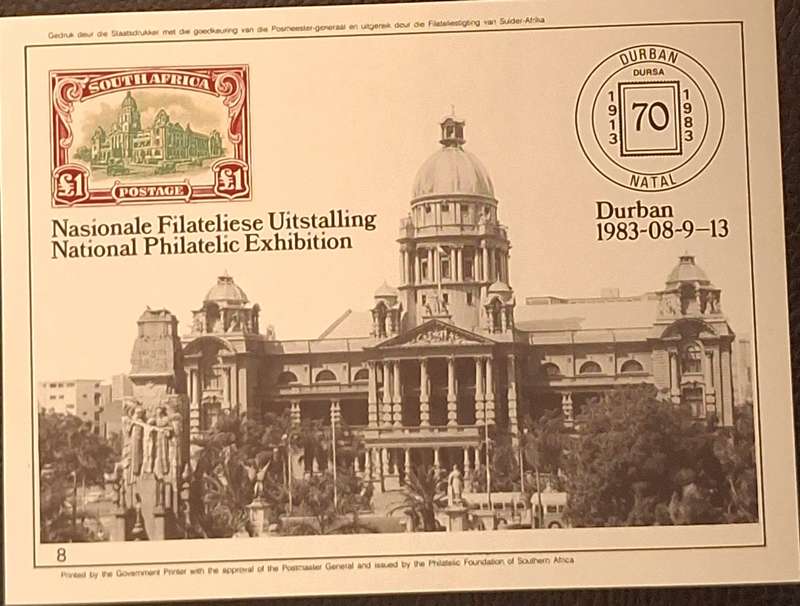 Gedruk deur die Staatsdrukker met die goedkeuring van die Posmeester-generaal en uitgereik deur die Filateliestigting van Suider-Afrika
SOUTH AFRICA
£1 POSTAGE £1
DURBAN
DURSA
1913 70 1983
NATAL
Nasionale Filateliese Uitstalling
National Philatelic Exhibition
Durban
1983-08-9–13
8
Printed by the Government Printer with the approval of the Postmaster General and issued by the Philatelic Foundation of Southern Africa